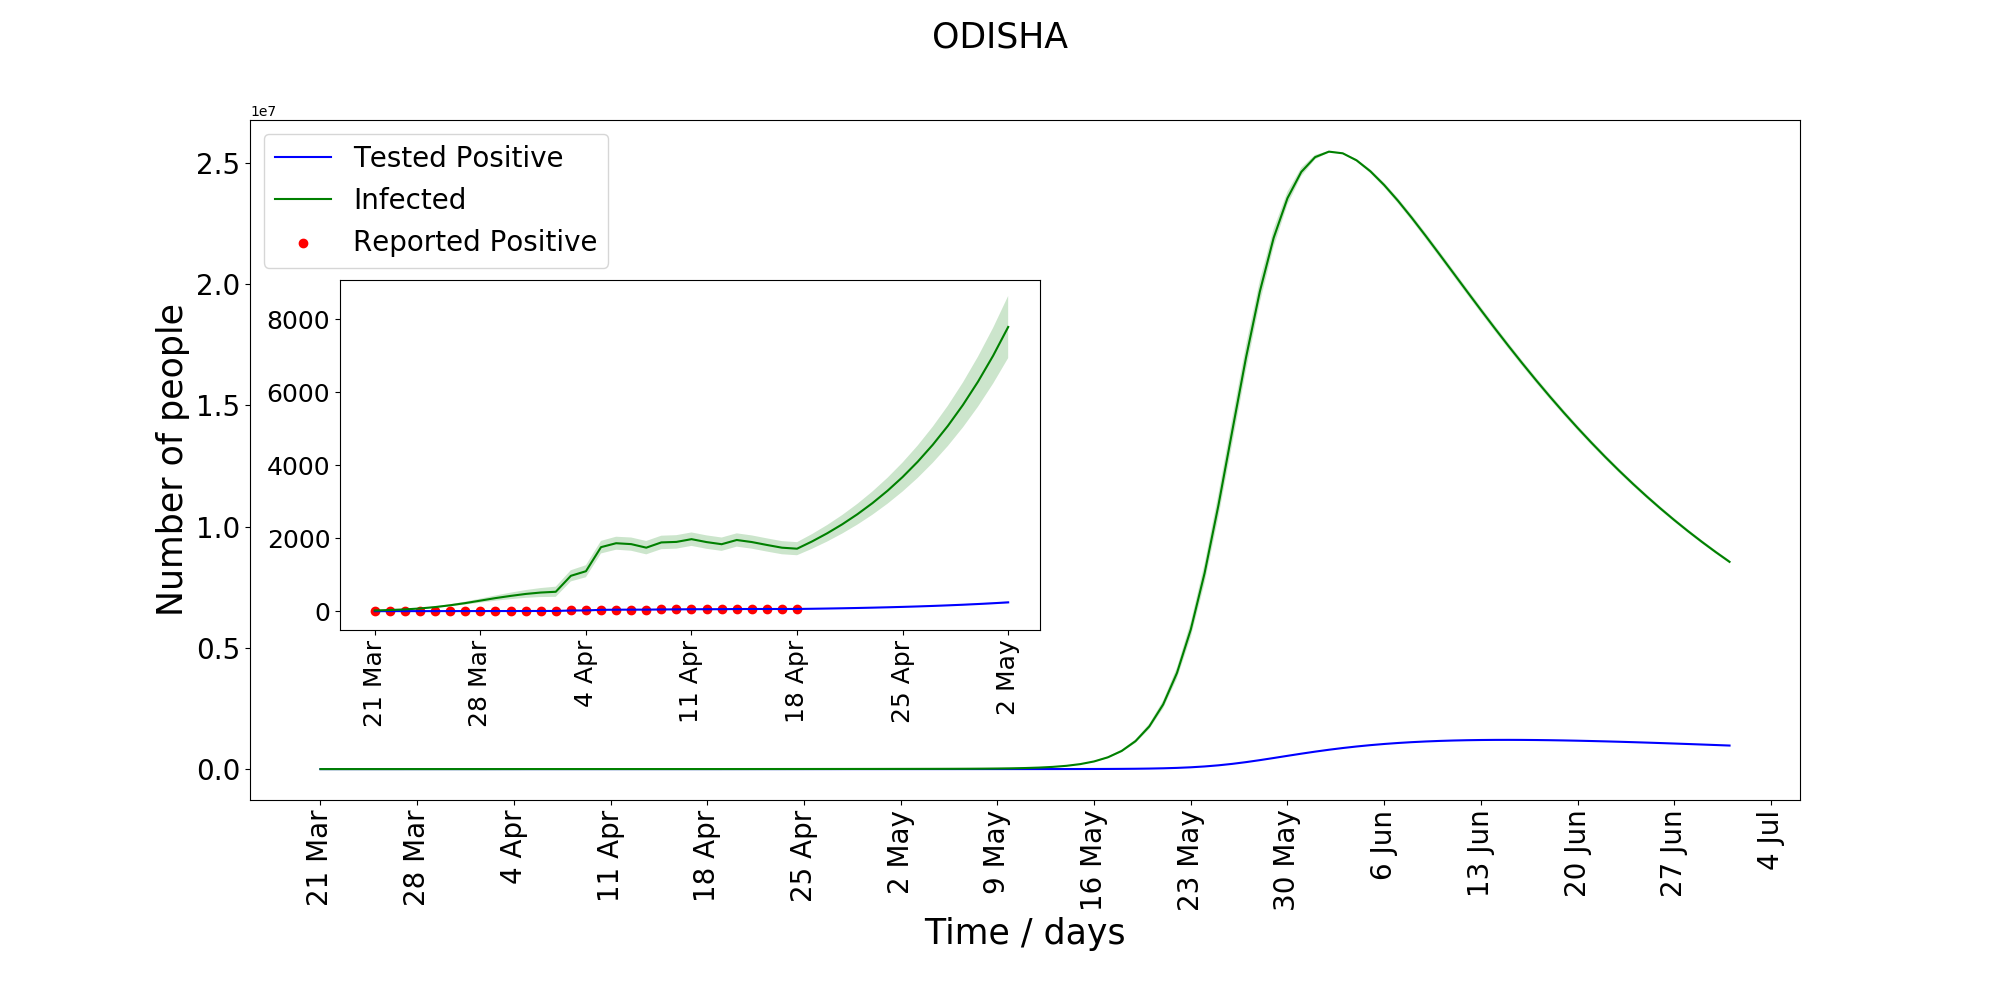 ODISHA
1e7
Tested Positive
Infected
Reported Positive
2.5
2.0
1.5
1.0
0.5
0.0
Number of people
8000
6000
4000
2000
0
21 Mar
28 Mar
4 Apr
11 Apr
18 Apr
25 Apr
2 May
21 Mar
28 Mar
4 Apr
11 Apr
18 Apr
25 Apr
2 May
9 May
16 May
23 May
30 May
6 Jun
13 Jun
20 Jun
27 Jun
4 Jul
Time / days